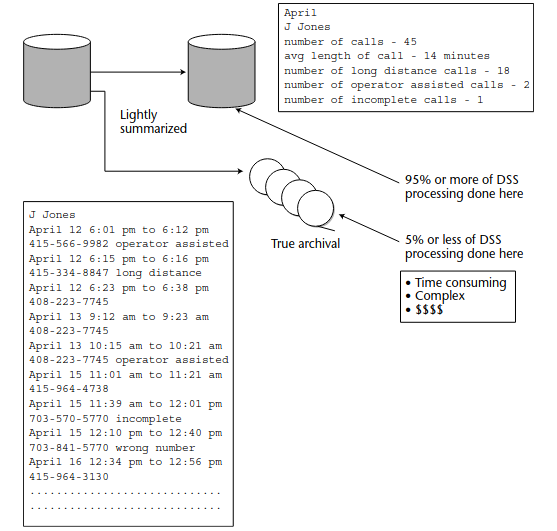 April
J Jones
number of calls - 45
avg length of call - 14 minutes
number of long distance calls - 18
number of operator assisted calls - 2
number of incomplete calls - 1
Lightly
summarized
95% or more of DSS
processing done here
True archival
5% or less of DSS
processing done here
• Time consuming
• Complex
• $$$$
J Jones
April 12 6:01 pm to 6:12 pm
415-566-9982 operator assisted
April 12 6:15 pm to 6:16 pm
415-334-8847 long distance
April 12 6:23 pm to 6:38 pm
408-223-7745
April 13 9:12 am to 9:23 am
408-223-7745
April 13 10:15 am to 10:21 am
408-223-7745 operator assisted
April 15 11:01 am to 11:21 am
415-964-4738
April 15 11:39 am to 12:01 pm
703-570-5770 incomplete
April 15 12:10 pm to 12:40 pm
703-841-5770 wrong number
April 16 12:34 pm to 12:56 pm
415-964-3130
.............................
.............................